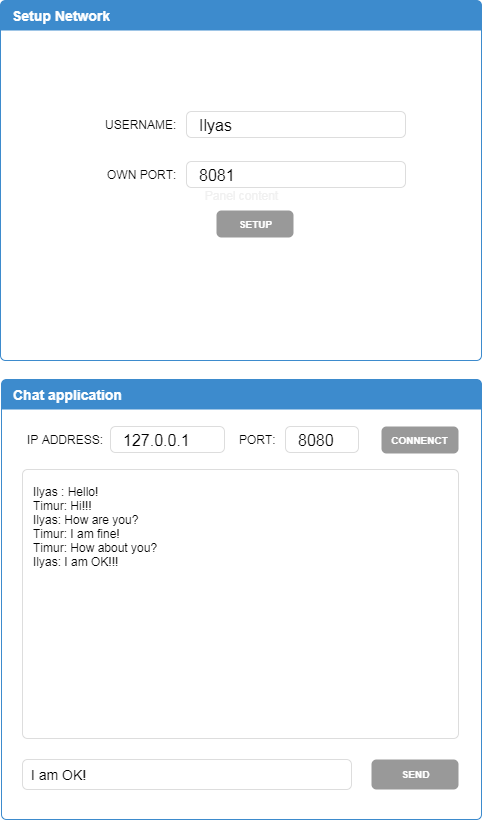 Setup Network
USERNAME: Ilyas
OWN PORT: 8081
Panel content
SETUP
Chat application
IP ADDRESS: 127.0.0.1 PORT: 8080 CONNENCT
Ilyas : Hello!
Timur: Hi!!!
Ilyas: How are you?
Timur: I am fine!
Timur: How about you?
Ilyas: I am OK!!!
I am OK! SEND